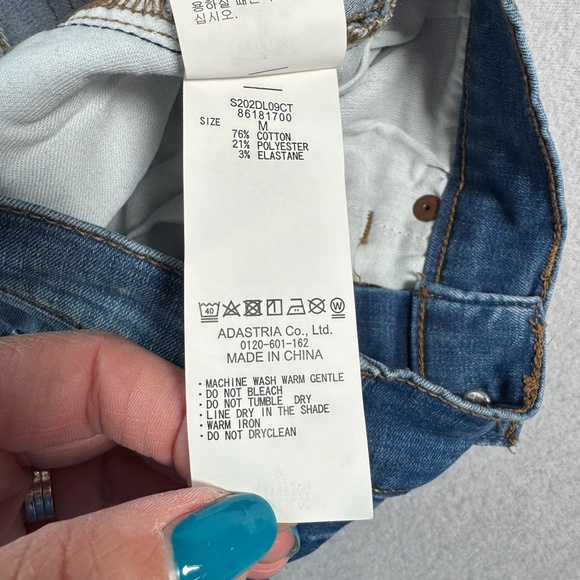 용하실 때는
십시오.
S202DL09CT
86181700
SIZE M
76% COTTON
21% POLYESTER
3% ELASTANE
40 W
ADASTRIA Co., Ltd.
0120-601-162
MADE IN CHINA
・MACHINE WASH WARM GENTLE
・DO NOT BLEACH
・DO NOT TUMBLE DRY
・LINE DRY IN THE SHADE
・WARM IRON
・DO NOT DRYCLEAN